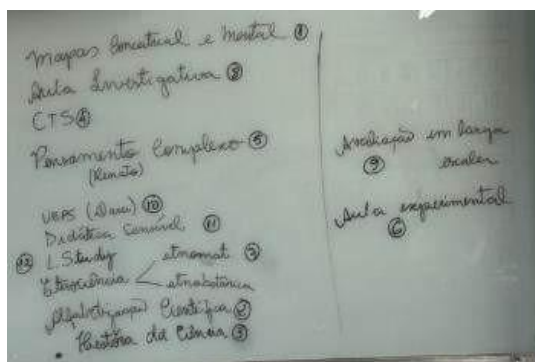 Mapas Conceitual e Mental ①
Aula Investigativa ⑧
CTS ④
Pensamento Complexo ⑤
(Renato)
UEPS (Davi) ⑩
Didática Sensível ⑪
⑫ L. Study
Etnociência etnomat ⑦
etnobotânica
Alfabetização Científica ②
• História da Ciência ③
Avaliação em larga
⑨ escala
Aula experimental
⑥